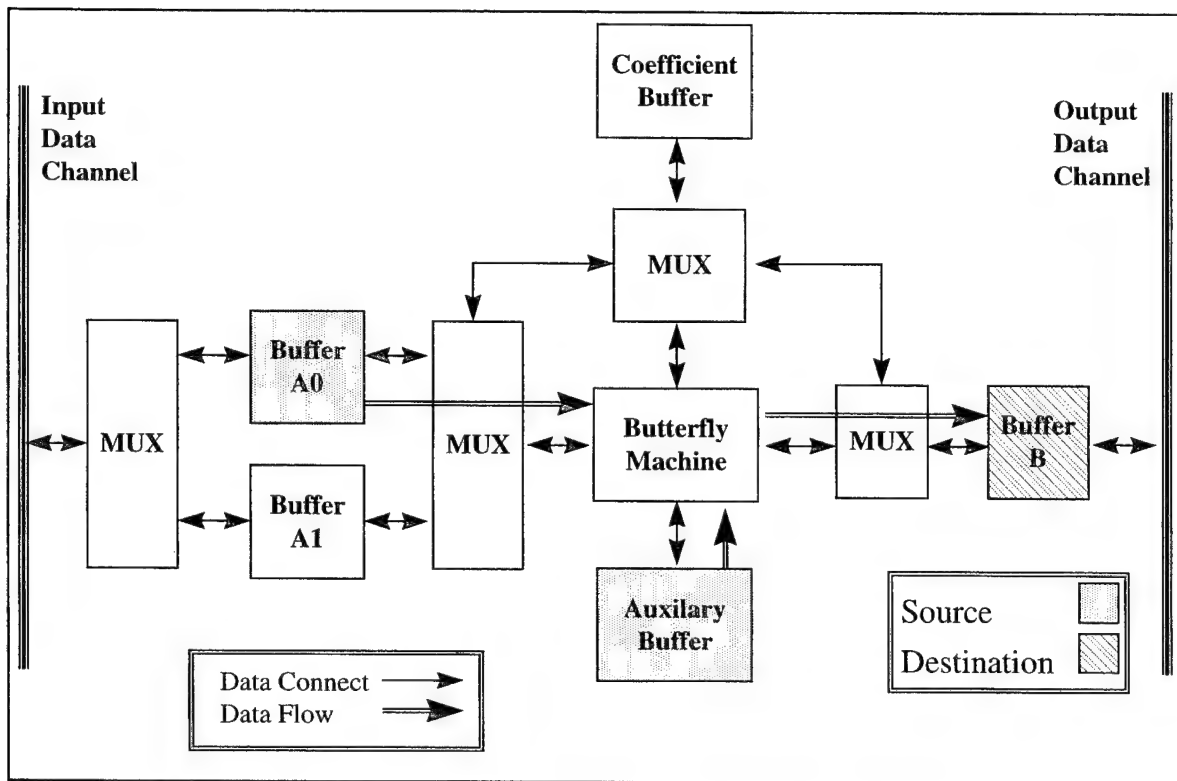 Coefficient
Buffer
Input
Data
Channel
Output
Data
Channel
MUX
Buffer
A0
MUX
MUX
Butterfly
Machine
MUX
Buffer
B
Buffer
A1
Auxilary
Buffer
Source
Destination
Data Connect
Data Flow